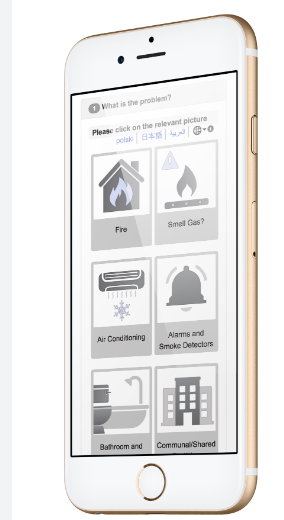 1 What is the problem?
Please click on the relevant picture
polski | 日本語 | العربية |
Fire
Smell Gas?
Air Conditioning
Alarms and
Smoke Detectors
Bathroom and
Communal/Shared